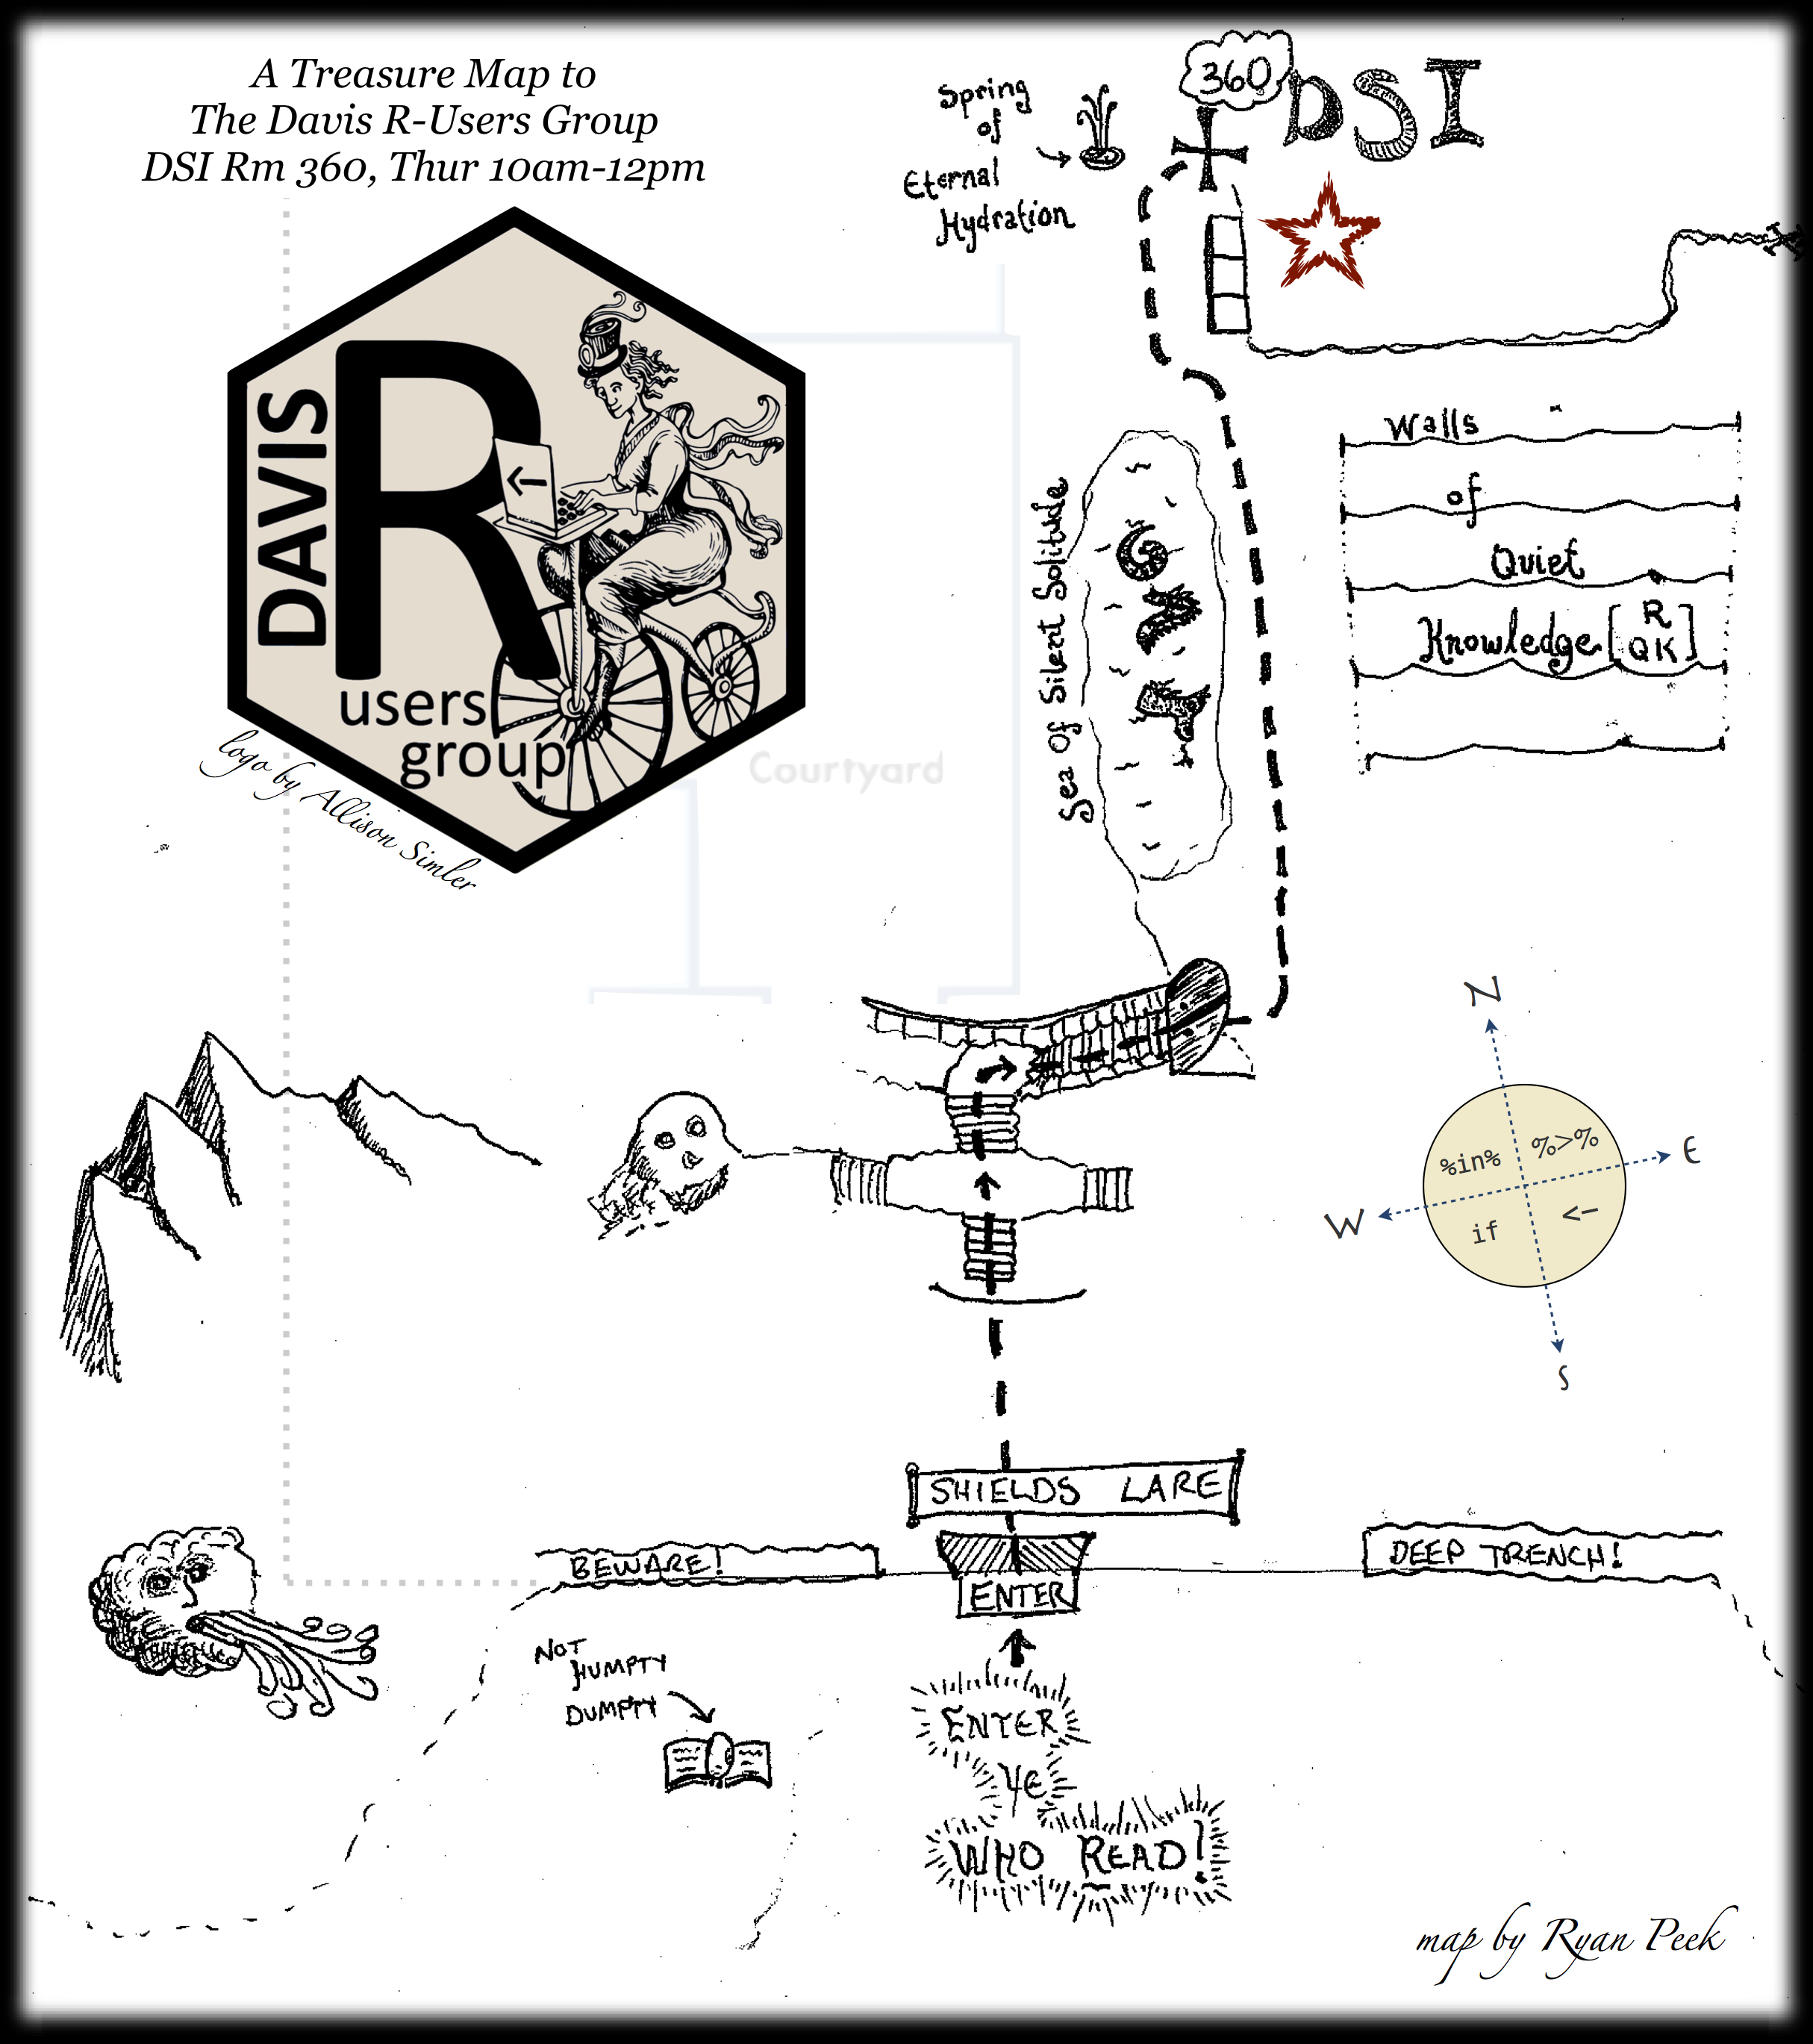 A Treasure Map to
The Davis R-Users Group
DSI Rm 360, Thur 10am-12pm
Spring
of
Eternal
Hydration
360
DSI
DAVIS
R
←
users
group
logo by Allison Simler
Courtyard
Sea Of Silent Solitude
Walls
of
Quiet
Knowledge [R
QK]
N
E
W
S
%in% %>%
if <-
SHIELDS LARE
BEWARE!
ENTER
DEEP TRENCH!
NOT
HUMPTY
DUMPTY
ENTER
YE
WHO READ!
map by Ryan Peek